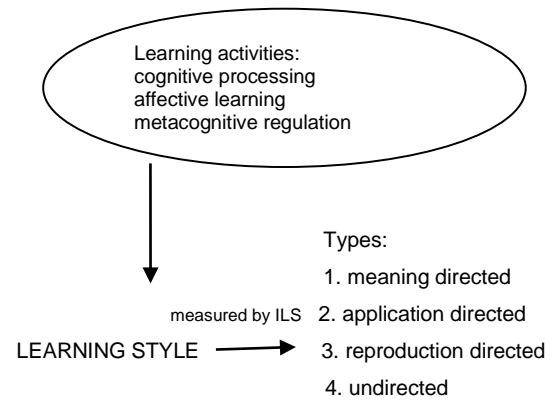 Learning activities:
cognitive processing
affective learning
metacognitive regulation
Types:
1. meaning directed
measured by ILS
2. application directed
LEARNING STYLE
3. reproduction directed
4. undirected